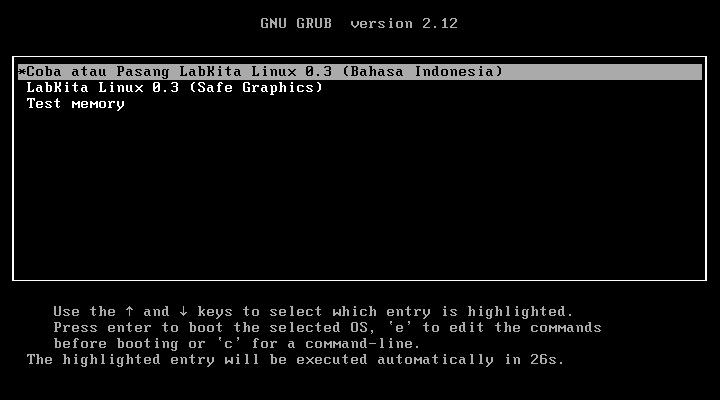 GNU GRUB  version 2.12
*Coba atau Pasang LabKita Linux 0.3 (Bahasa Indonesia)
LabKita Linux 0.3 (Safe Graphics)
Test memory
Use the ↑ and ↓ keys to select which entry is highlighted.
Press enter to boot the selected OS, `e' to edit the commands
before booting or `c' for a command-line.
The highlighted entry will be executed automatically in 26s.